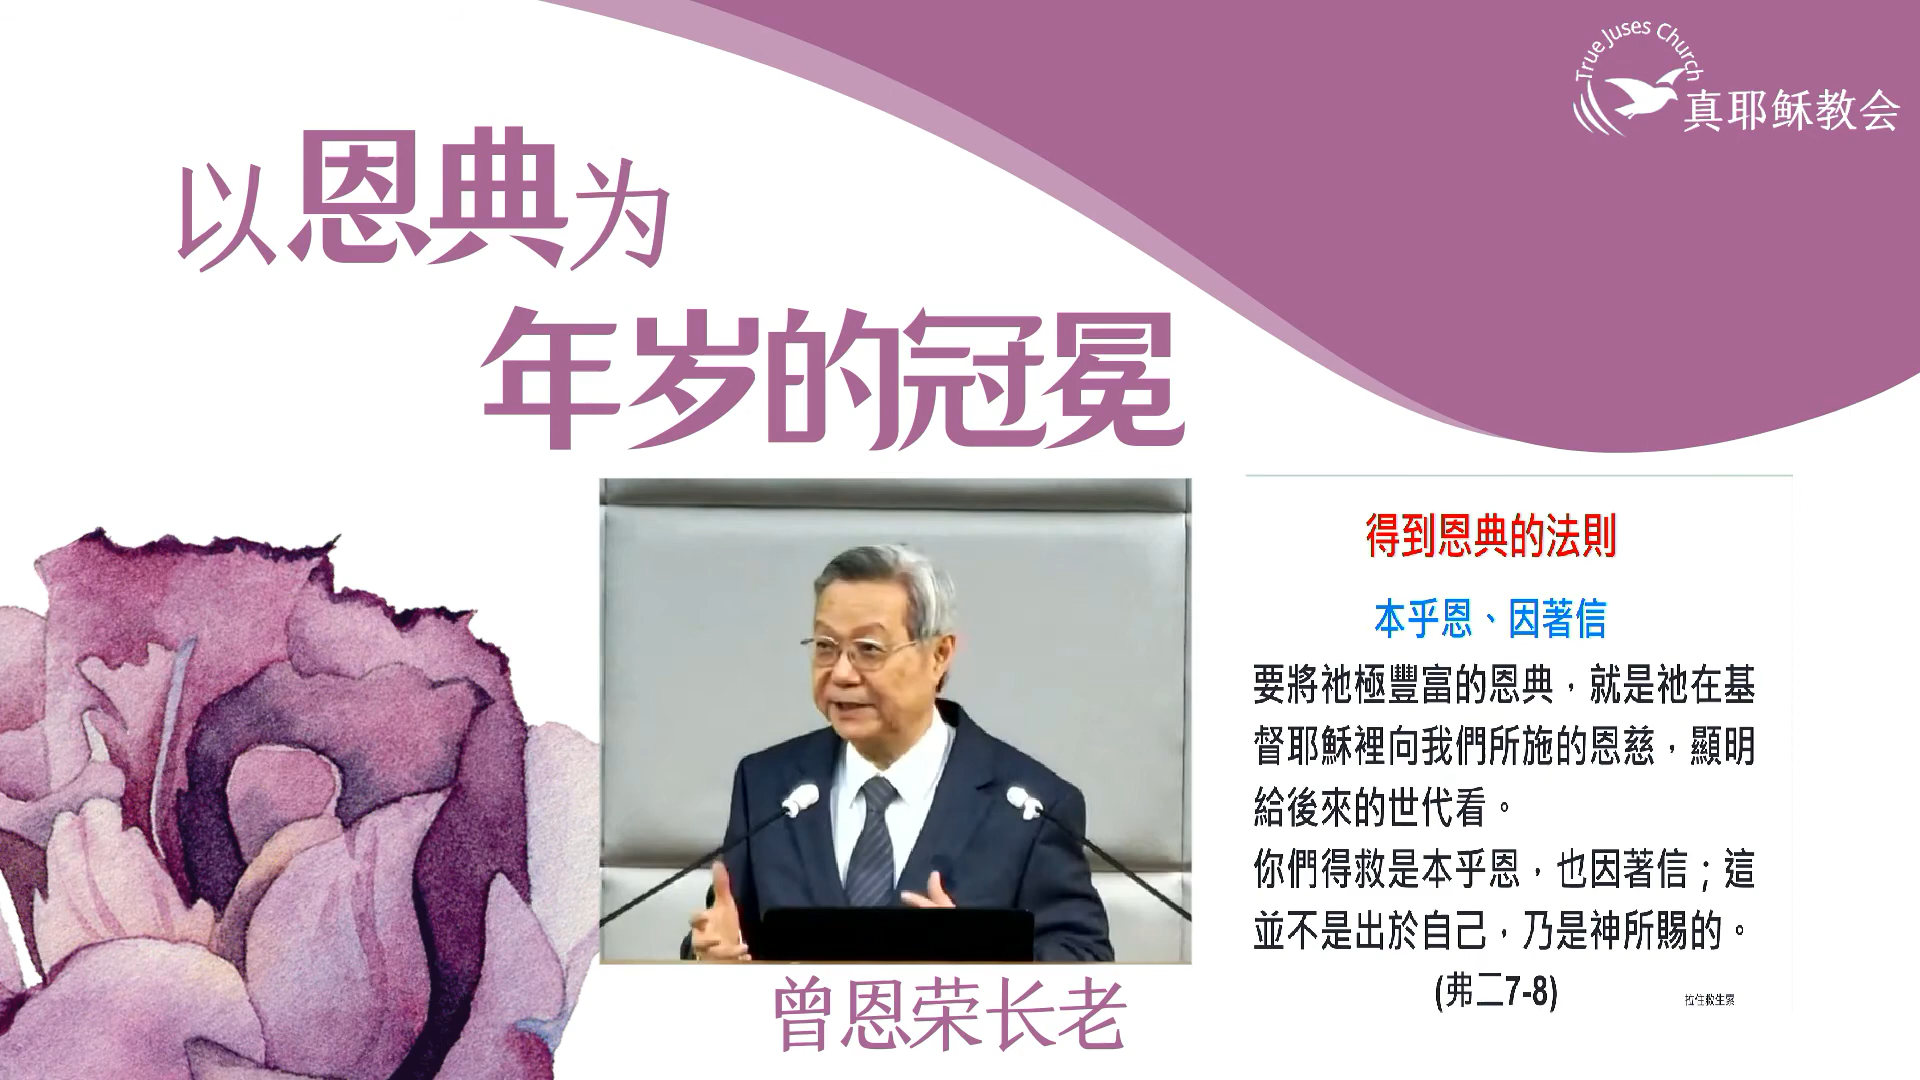 True Juses Church
真耶稣教会
以恩典为
年岁的冠冕
得到恩典的法則
本乎恩、因著信
要將祂極豐富的恩典，就是祂在基
督耶穌裡向我們所施的恩慈，顯明
給後來的世代看。
你們得救是本乎恩，也因著信；這
並不是出於自己，乃是神所賜的。
(弗二7-8)
拉住救生索
曾恩荣长老